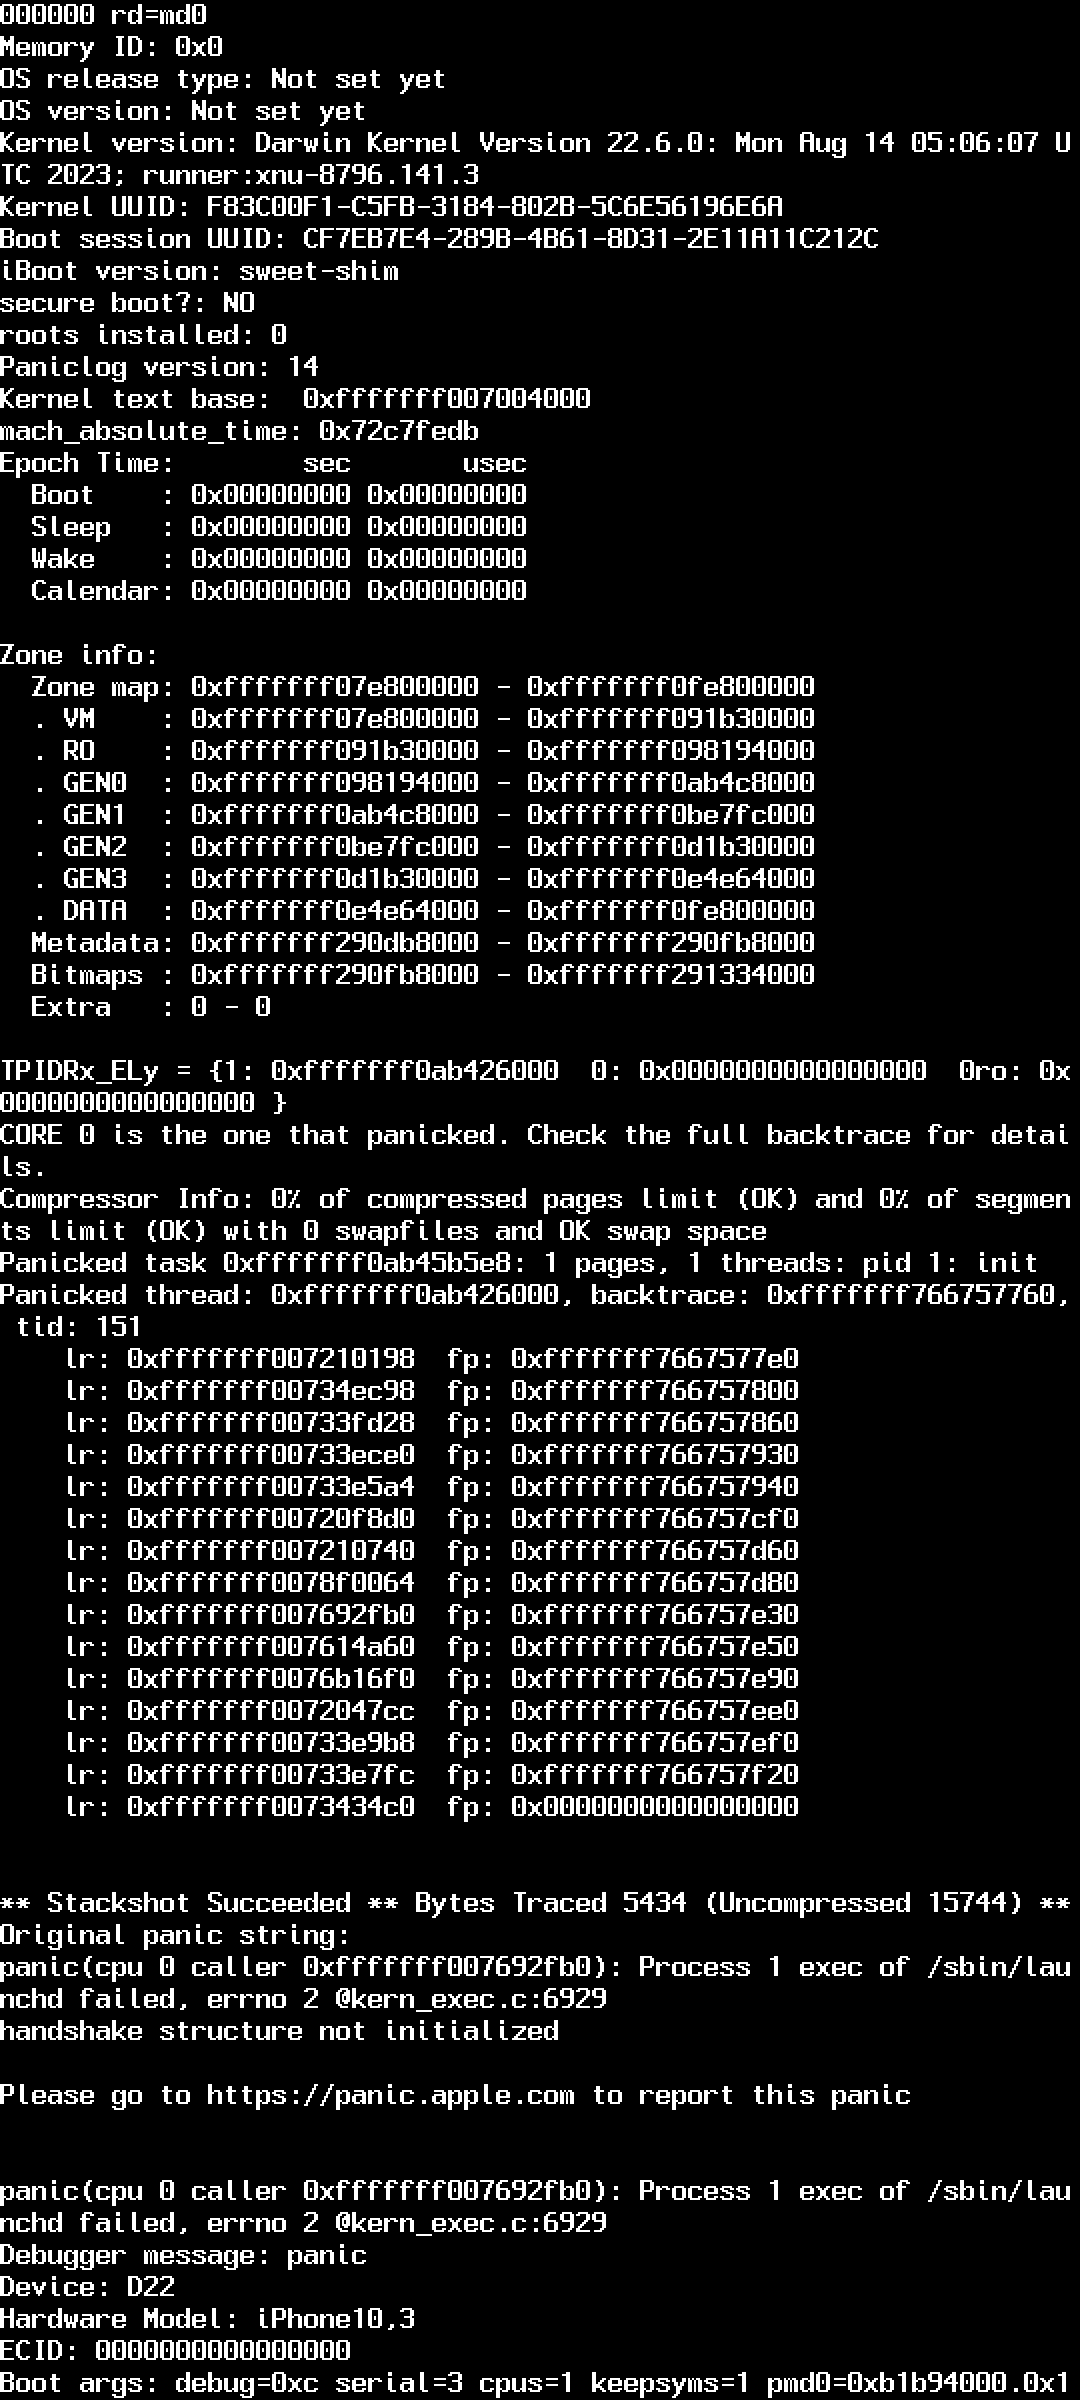 000000 rd=md0
Memory ID: 0x0
OS release type: Not set yet
OS version: Not set yet
Kernel version: Darwin Kernel Version 22.6.0: Mon Aug 14 05:06:07 U
TC 2023; runner:xnu-8796.141.3
Kernel UUID: F83C00F1-C5FB-3184-802B-5C6E56196E6A
Boot session UUID: CF7EB7E4-289B-4B61-8D31-2E11A11C212C
iBoot version: sweet-shim
secure boot?: NO
roots installed: 0
Paniclog version: 14
Kernel text base:  0xfffffff007004000
mach_absolute_time: 0x72c7fedb
Epoch Time:        sec       usec
  Boot    : 0x00000000 0x00000000
  Sleep   : 0x00000000 0x00000000
  Wake    : 0x00000000 0x00000000
  Calendar: 0x00000000 0x00000000

Zone info:
  Zone map: 0xfffffff07e800000 - 0xfffffff0fe800000
  . VM    : 0xfffffff07e800000 - 0xfffffff091b30000
  . RO    : 0xfffffff091b30000 - 0xfffffff098194000
  . GEN0  : 0xfffffff098194000 - 0xfffffff0ab4c8000
  . GEN1  : 0xfffffff0ab4c8000 - 0xfffffff0be7fc000
  . GEN2  : 0xfffffff0be7fc000 - 0xfffffff0d1b30000
  . GEN3  : 0xfffffff0d1b30000 - 0xfffffff0e4e64000
  . DATA  : 0xfffffff0e4e64000 - 0xfffffff0fe800000
  Metadata: 0xfffffff290db8000 - 0xfffffff290fb8000
  Bitmaps : 0xfffffff290fb8000 - 0xfffffff291334000
  Extra   : 0 - 0

TPIDRx_ELy = {1: 0xfffffff0ab426000  0: 0x0000000000000000  0ro: 0x
0000000000000000 }
CORE 0 is the one that panicked. Check the full backtrace for detai
ls.
Compressor Info: 0% of compressed pages limit (OK) and 0% of segmen
ts limit (OK) with 0 swapfiles and OK swap space
Panicked task 0xfffffff0ab45b5e8: 1 pages, 1 threads: pid 1: init
Panicked thread: 0xfffffff0ab426000, backtrace: 0xfffffff766757760,
 tid: 151
    lr: 0xfffffff007210198  fp: 0xfffffff7667577e0
    lr: 0xfffffff00734ec98  fp: 0xfffffff766757800
    lr: 0xfffffff00733fd28  fp: 0xfffffff766757860
    lr: 0xfffffff00733ece0  fp: 0xfffffff766757930
    lr: 0xfffffff00733e5a4  fp: 0xfffffff766757940
    lr: 0xfffffff00720f8d0  fp: 0xfffffff766757cf0
    lr: 0xfffffff007210740  fp: 0xfffffff766757d60
    lr: 0xfffffff0078f0064  fp: 0xfffffff766757d80
    lr: 0xfffffff007692fb0  fp: 0xfffffff766757e30
    lr: 0xfffffff007614a60  fp: 0xfffffff766757e50
    lr: 0xfffffff0076b16f0  fp: 0xfffffff766757e90
    lr: 0xfffffff0072047cc  fp: 0xfffffff766757ee0
    lr: 0xfffffff00733e9b8  fp: 0xfffffff766757ef0
    lr: 0xfffffff00733e7fc  fp: 0xfffffff766757f20
    lr: 0xfffffff0073434c0  fp: 0x0000000000000000

** Stackshot Succeeded ** Bytes Traced 5434 (Uncompressed 15744) **
Original panic string:
panic(cpu 0 caller 0xfffffff007692fb0): Process 1 exec of /sbin/lau
nchd failed, errno 2 @kern_exec.c:6929
handshake structure not initialized

Please go to https://panic.apple.com to report this panic

panic(cpu 0 caller 0xfffffff007692fb0): Process 1 exec of /sbin/lau
nchd failed, errno 2 @kern_exec.c:6929
Debugger message: panic
Device: D22
Hardware Model: iPhone10,3
ECID: 0000000000000000
Boot args: debug=0xc serial=3 cpus=1 keepsyms=1 pmd0=0xb1b94000.0x1